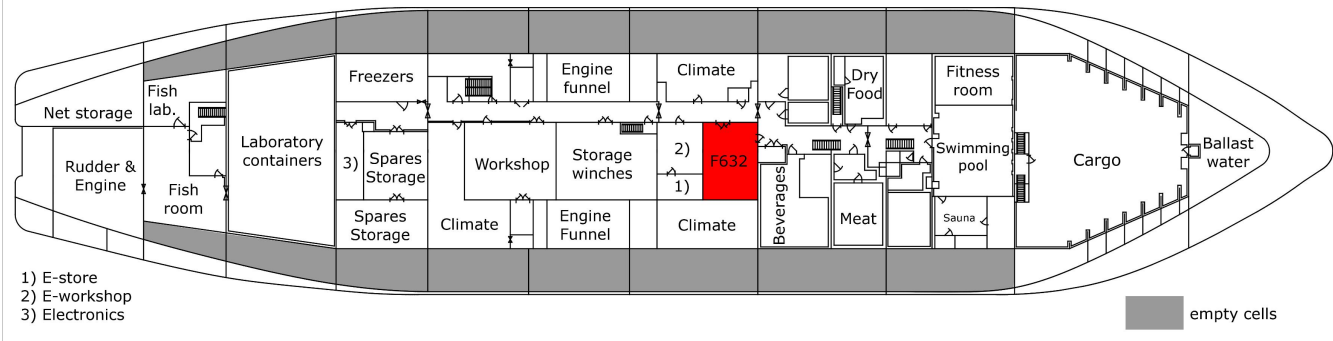 Net storage
Fish
lab.
Rudder &
Engine
Fish
room
Laboratory
containers
Freezers
3)
Spares
Storage
Spares
Storage
Climate
Workshop
Engine
funnel
Storage
winches
Engine
Funnel
Climate
2)
1)
F632
Climate
Dry
Food
Beverages
Meat
Fitness
room
Swimming
pool
Sauna
Cargo
Ballast
water
1) E-store
2) E-workshop
3) Electronics
empty cells